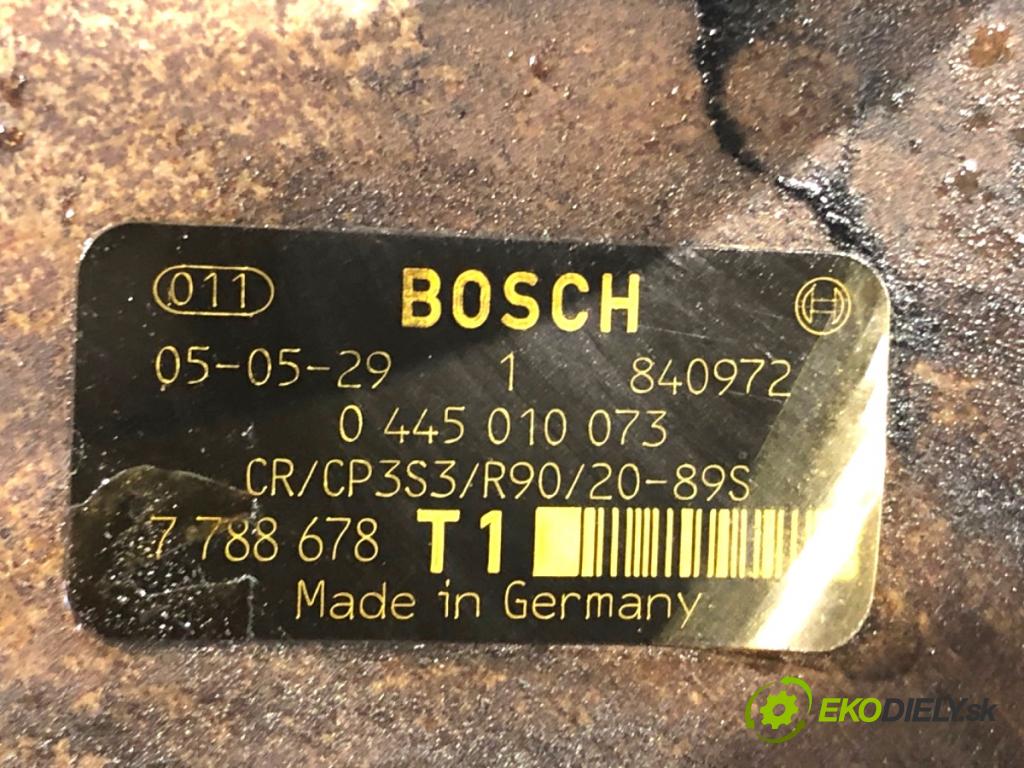 011 BOSCH
05-05-29 1 840972
0 445 010 073
CR/CP3S3/R90/20-89S
7 788 678 T1
Made in Germany
EKODIELY.sk